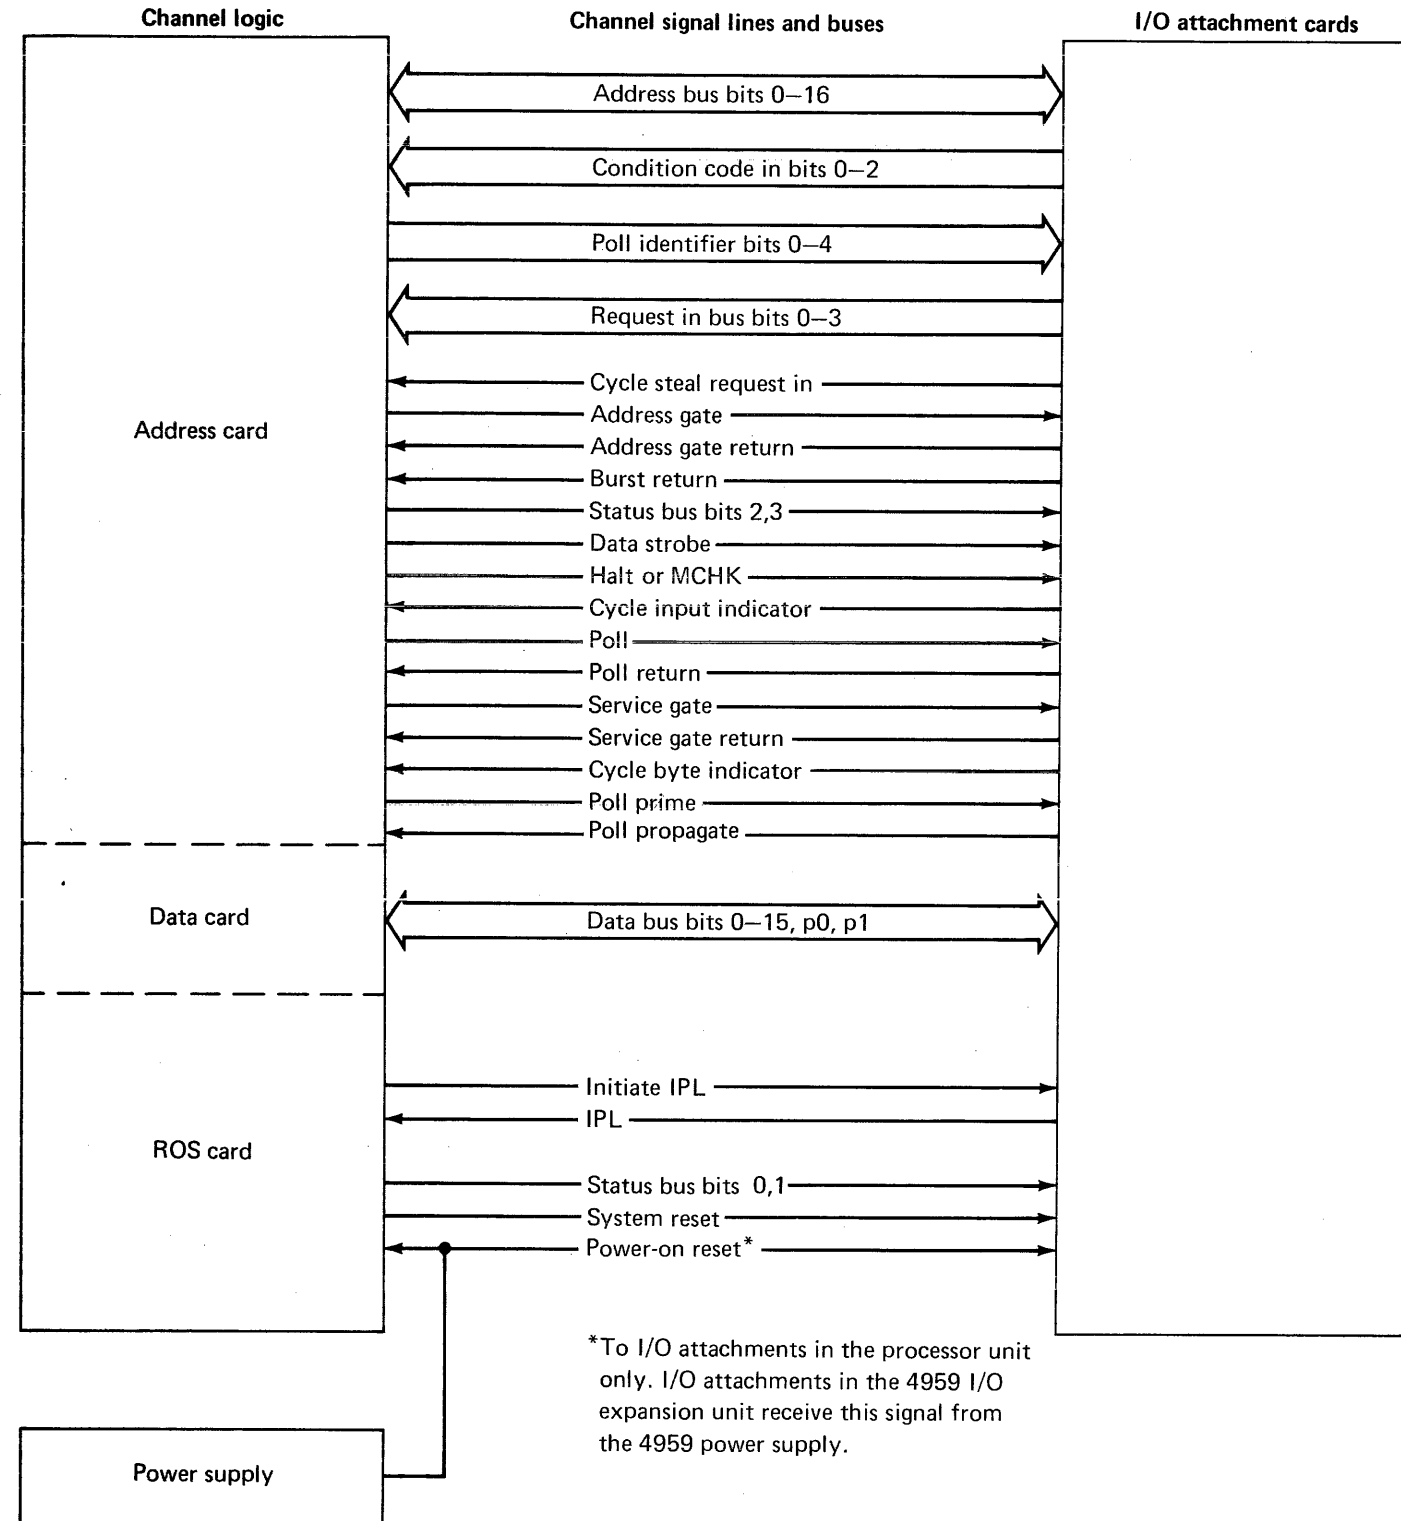 Channel logic
Channel signal lines and buses
I/O attachment cards
Address bus bits 0–16
Condition code in bits 0–2
Poll identifier bits 0–4
Request in bus bits 0–3
Cycle steal request in
Address gate
Address card
Address gate return
Burst return
Status bus bits 2,3
Data strobe
Halt or MCHK
Cycle input indicator
Poll
Poll return
Service gate
Service gate return
Cycle byte indicator
Poll prime
Poll propagate
Data card
Data bus bits 0–15, p0, p1
Initiate IPL
IPL
ROS card
Status bus bits 0,1
System reset
Power-on reset*
*To I/O attachments in the processor unit
only. I/O attachments in the 4959 I/O
expansion unit receive this signal from
the 4959 power supply.
Power supply